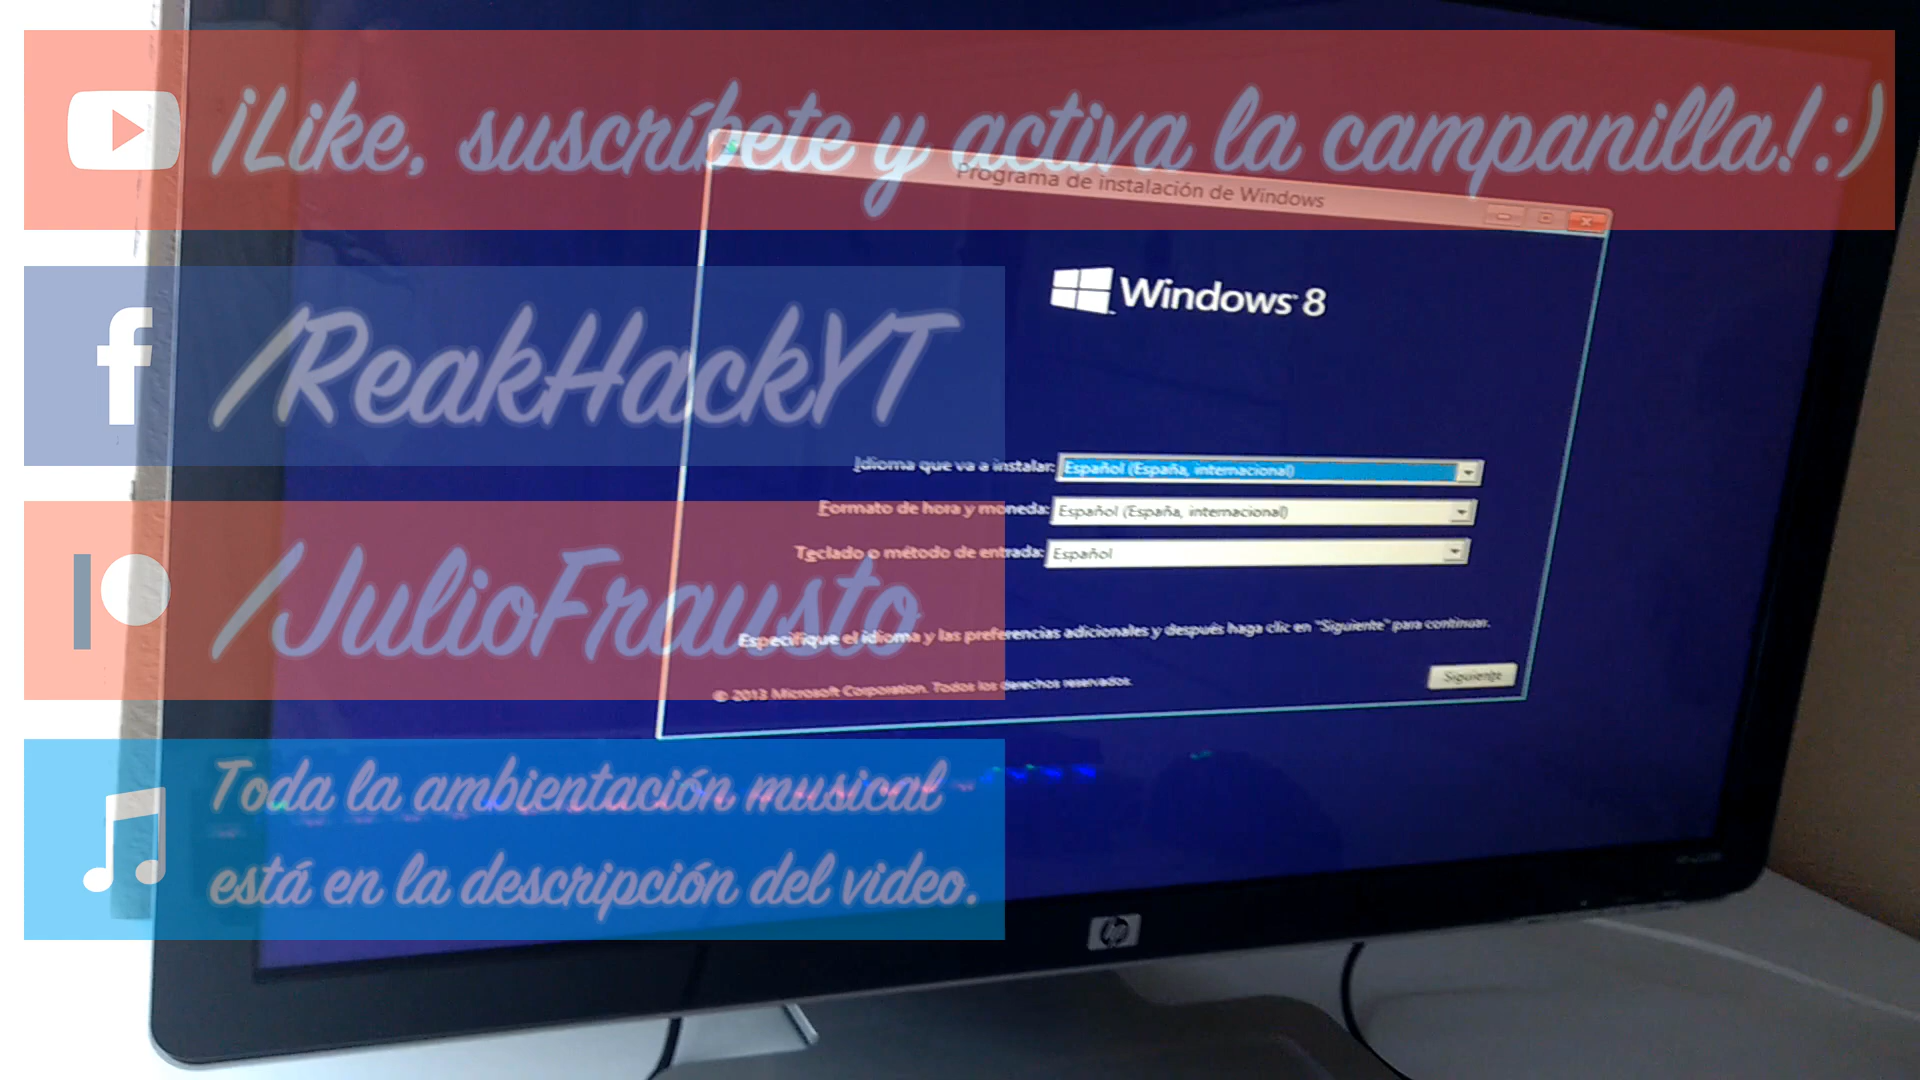 ¡Like, suscríbete y activa la campanilla!:)
Programa de instalación de Windows
Windows 8
/ReakHackYT
Idioma que va a instalar: Español (España, internacional)
Formato de hora y moneda: Español (España, internacional)
Teclado o método de entrada: Español
/JulioFrausto
Especifique el idioma y las preferencias adicionales y después haga clic en "Siguiente" para continuar.
Siguiente
© 2013 Microsoft Corporation. Todos los derechos reservados.
Toda la ambientación musical
está en la descripción del video.
hp